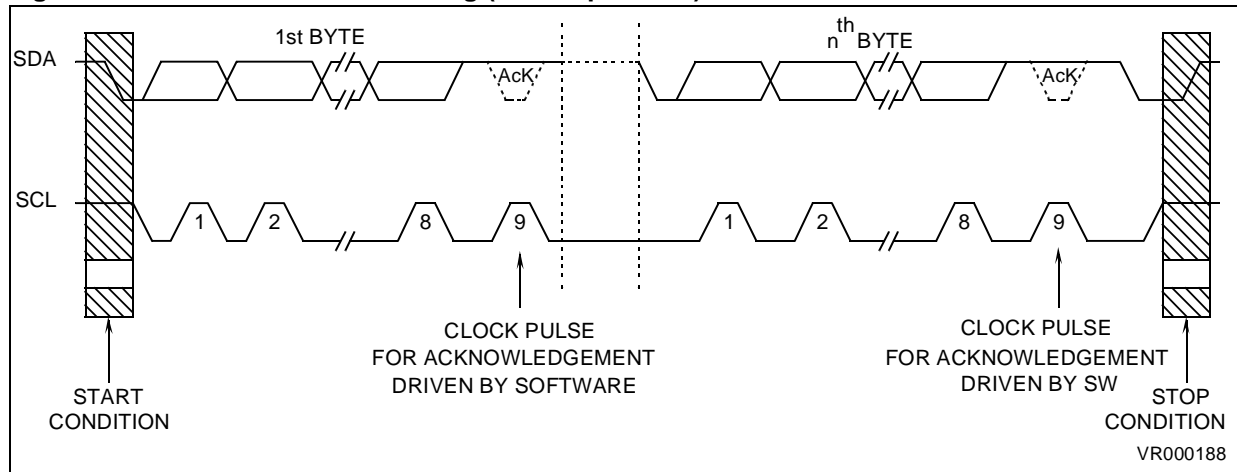 1st BYTE
nth BYTE
SDA
AcK
AcK
SCL
1
2
8
9
1
2
8
9
CLOCK PULSE
FOR ACKNOWLEDGEMENT
DRIVEN BY SOFTWARE
CLOCK PULSE
FOR ACKNOWLEDGEMENT
DRIVEN BY SW
START
CONDITION
STOP
CONDITION
VR000188